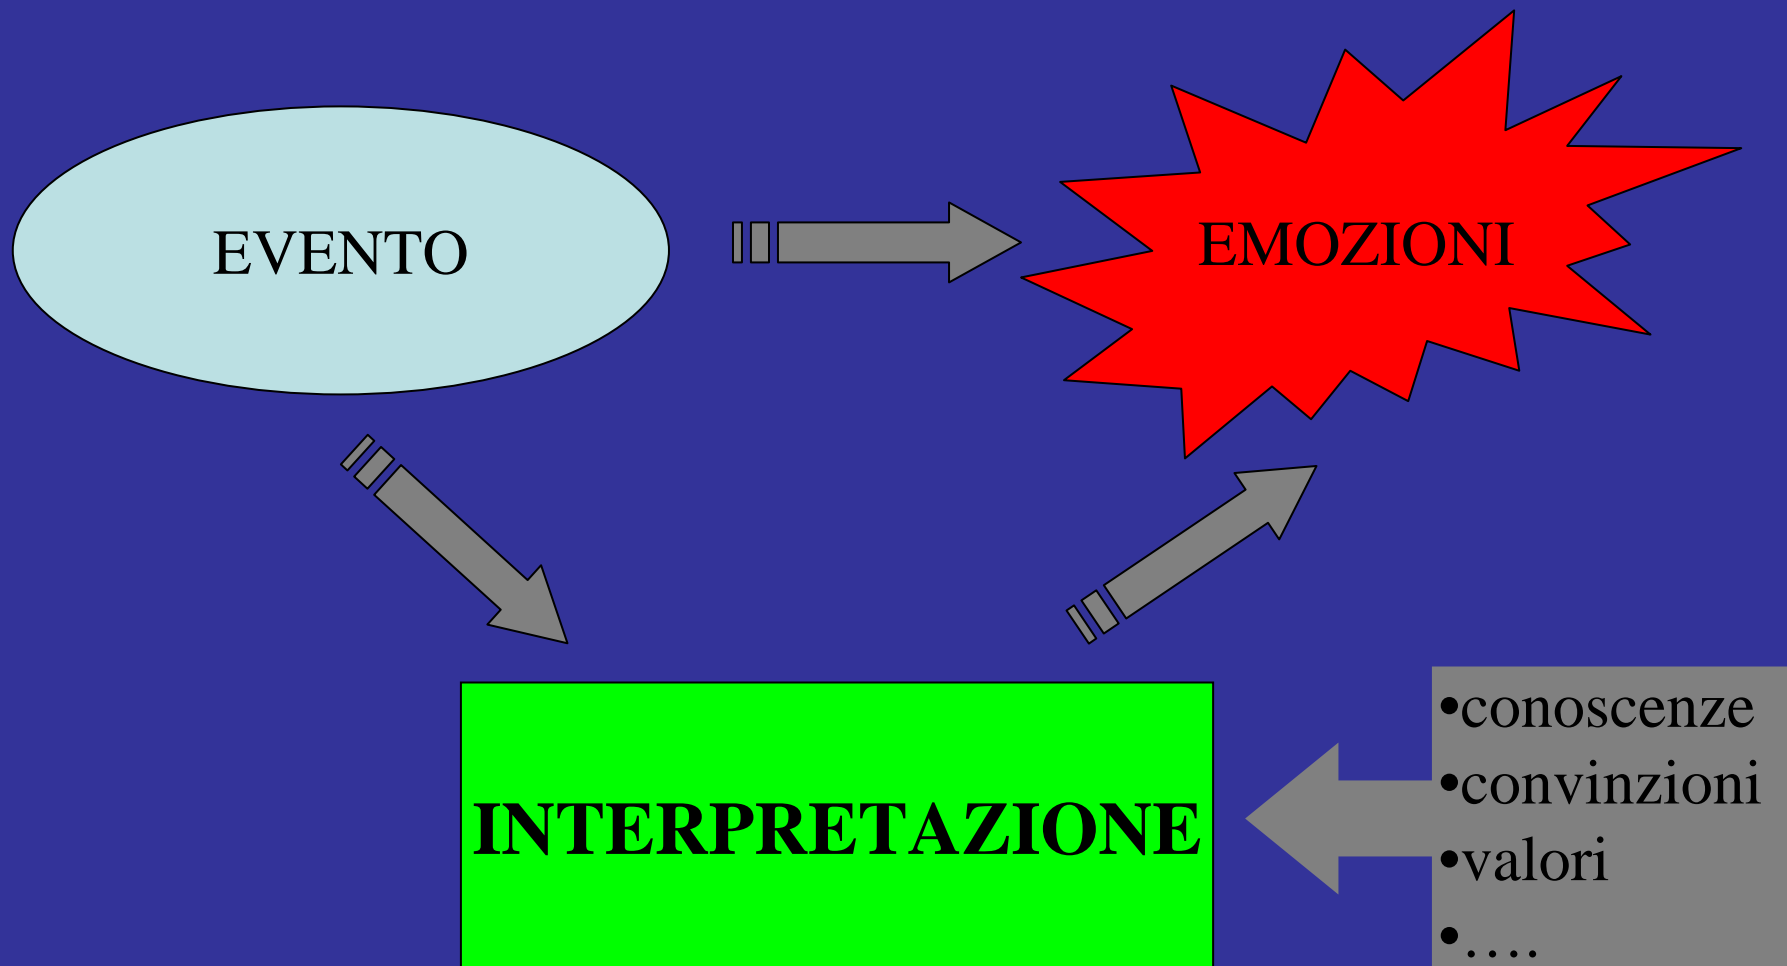 EVENTO
EMOZIONI
INTERPRETAZIONE
•conoscenze
•convinzioni
•valori
•….